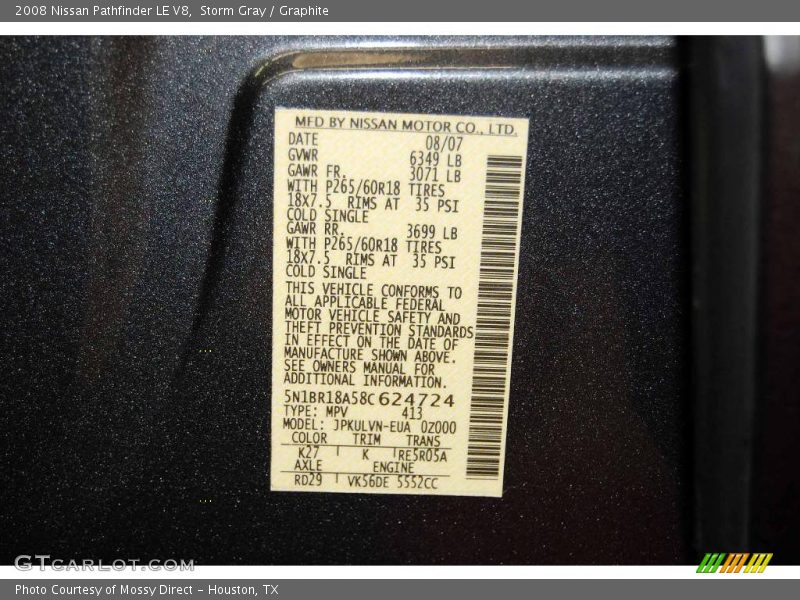 2008 Nissan Pathfinder LE V8,  Storm Gray / Graphite
MFD BY NISSAN MOTOR CO., LTD.
DATE 08/07
GVWR 6349 LB
GAWR FR. 3071 LB
WITH P265/60R18 TIRES
18X7.5 RIMS AT 35 PSI
COLD SINGLE
GAWR RR. 3699 LB
WITH P265/60R18 TIRES
18X7.5 RIMS AT 35 PSI
COLD SINGLE
THIS VEHICLE CONFORMS TO
ALL APPLICABLE FEDERAL
MOTOR VEHICLE SAFETY AND
THEFT PREVENTION STANDARDS
IN EFFECT ON THE DATE OF
MANUFACTURE SHOWN ABOVE.
SEE OWNERS MANUAL FOR
ADDITIONAL INFORMATION.
5N1BR18A58C624724
TYPE: MPV 413
MODEL: JPKULVN-EUA 0Z000
COLOR TRIM TRANS
K27 K RE5R05A
AXLE ENGINE
RD29 VK56DE 5552CC
GTCARLOT.COM
Photo Courtesy of Mossy Direct - Houston, TX